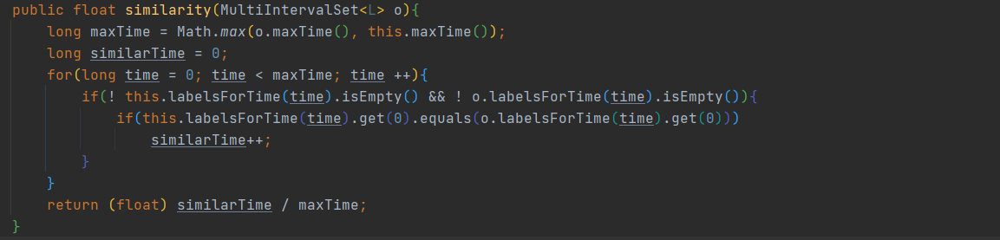 public float similarity(MultiIntervalSet<L> o){
    long maxTime = Math.max(o.maxTime(), this.maxTime());
    long similarTime = 0;
    for(long time = 0; time < maxTime; time ++){
        if(! this.labelsForTime(time).isEmpty() && ! o.labelsForTime(time).isEmpty()){
            if(this.labelsForTime(time).get(0).equals(o.labelsForTime(time).get(0)))
                similarTime++;
        }
    }
    return (float) similarTime / maxTime;
}